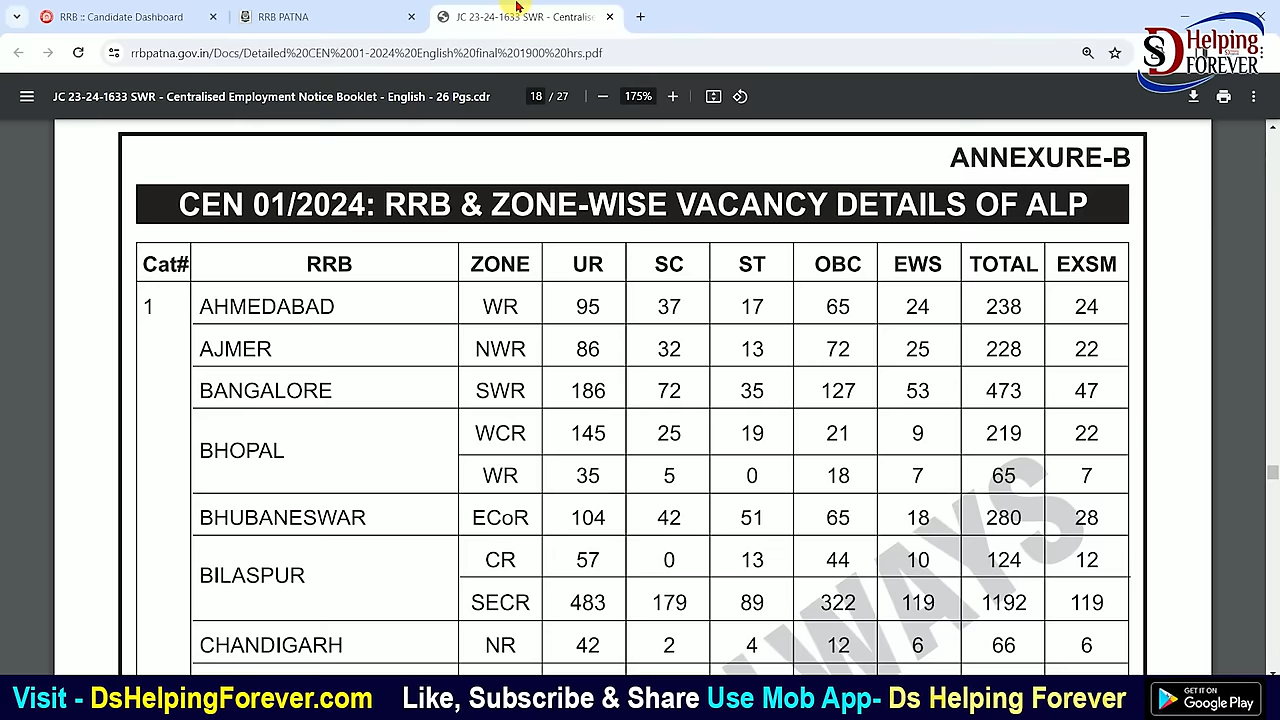 RRB :: Candidate Dashboard
RRB PATNA
JC 23-24-1633 SWR - Centralise
rrbpatna.gov.in/Docs/Detailed%20CEN%2001-2024%20English%20final%201900%20hrs.pdf
DS Helping FOREVER
JC 23-24-1633 SWR - Centralised Employment Notice Booklet - English - 26 Pgs.cdr
18 / 27
175%
ANNEXURE-B
CEN 01/2024: RRB & ZONE-WISE VACANCY DETAILS OF ALP
Cat# RRB ZONE UR SC ST OBC EWS TOTAL EXSM
1 AHMEDABAD WR 95 37 17 65 24 238 24
AJMER NWR 86 32 13 72 25 228 22
BANGALORE SWR 186 72 35 127 53 473 47
BHOPAL WCR 145 25 19 21 9 219 22
WR 35 5 0 18 7 65 7
BHUBANESWAR ECoR 104 42 51 65 18 280 28
BILASPUR CR 57 0 13 44 10 124 12
SECR 483 179 89 322 119 1192 119
CHANDIGARH NR 42 2 4 12 6 66 6
WAYS
Visit - DsHelpingForever.com Like, Subscribe & Share Use Mob App- Ds Helping Forever
GET IT ON
Google Play